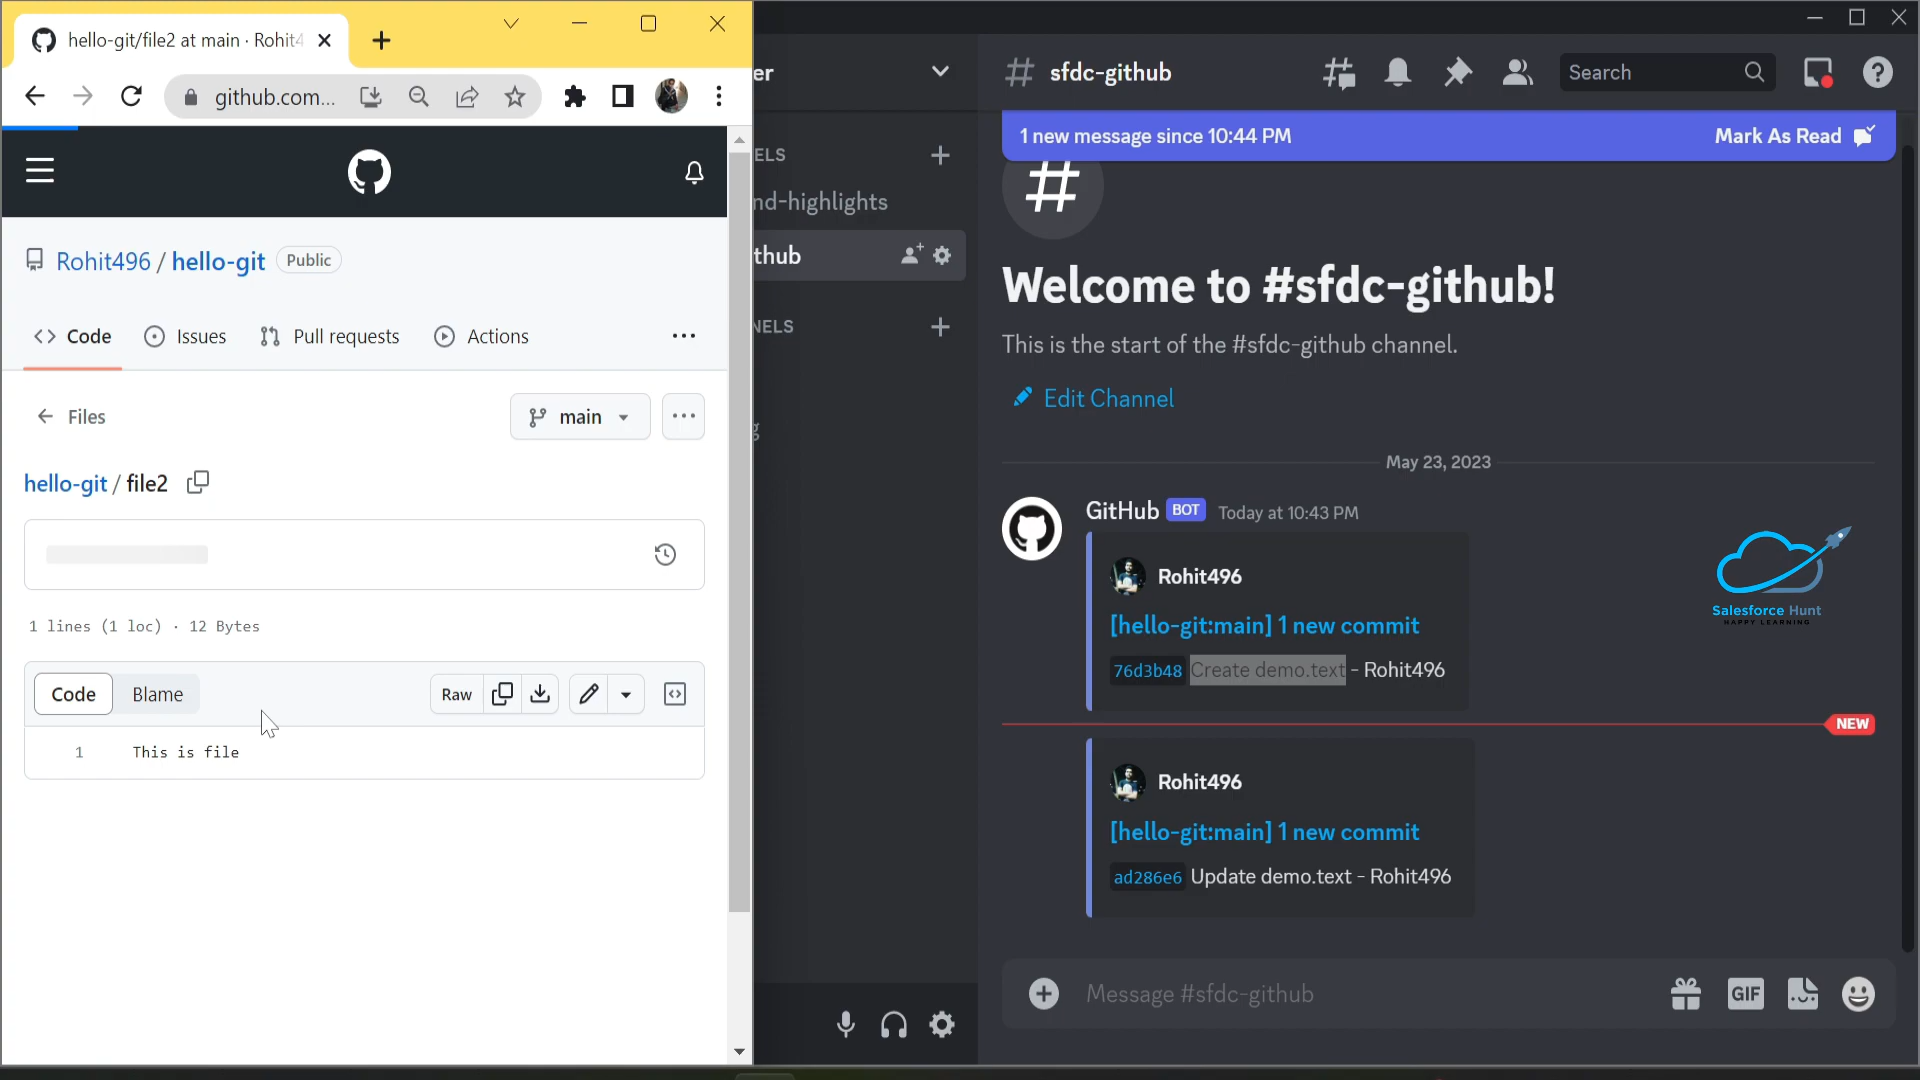 hello-git/file2 at main · Rohit4
github.com...
Rohit496 / hello-git Public
Code Issues Pull requests Actions
Files main
hello-git / file2
1 lines (1 loc) · 12 Bytes
Code Blame Raw
1 This is file
er
ELS
nd-highlights
thub
NELS
g
# sfdc-github Search
1 new message since 10:44 PM Mark As Read
#
Welcome to #sfdc-github!
This is the start of the #sfdc-github channel.
Edit Channel
May 23, 2023
GitHub BOT Today at 10:43 PM
Rohit496
[hello-git:main] 1 new commit
76d3b48 Create demo.text - Rohit496
Salesforce Hunt
HAPPY LEARNING
NEW
Rohit496
[hello-git:main] 1 new commit
ad286e6 Update demo.text - Rohit496
Message #sfdc-github GIF